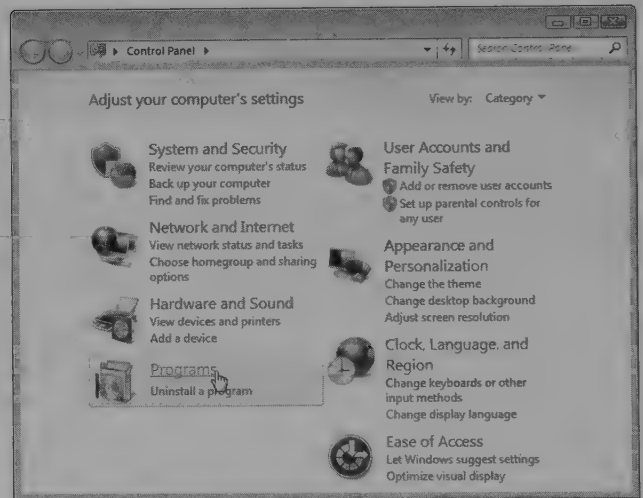 Control Panel
Search Control Panel
Adjust your computer's settings
View by: Category
System and Security
Review your computer's status
Back up your computer
Find and fix problems
Network and Internet
View network status and tasks
Choose homegroup and sharing
options
Hardware and Sound
View devices and printers
Add a device
Programs
Uninstall a program
User Accounts and
Family Safety
Add or remove user accounts
Set up parental controls for
any user
Appearance and
Personalization
Change the theme
Change desktop background
Adjust screen resolution
Clock, Language, and
Region
Change keyboards or other
input methods
Change display language
Ease of Access
Let Windows suggest settings
Optimize visual display